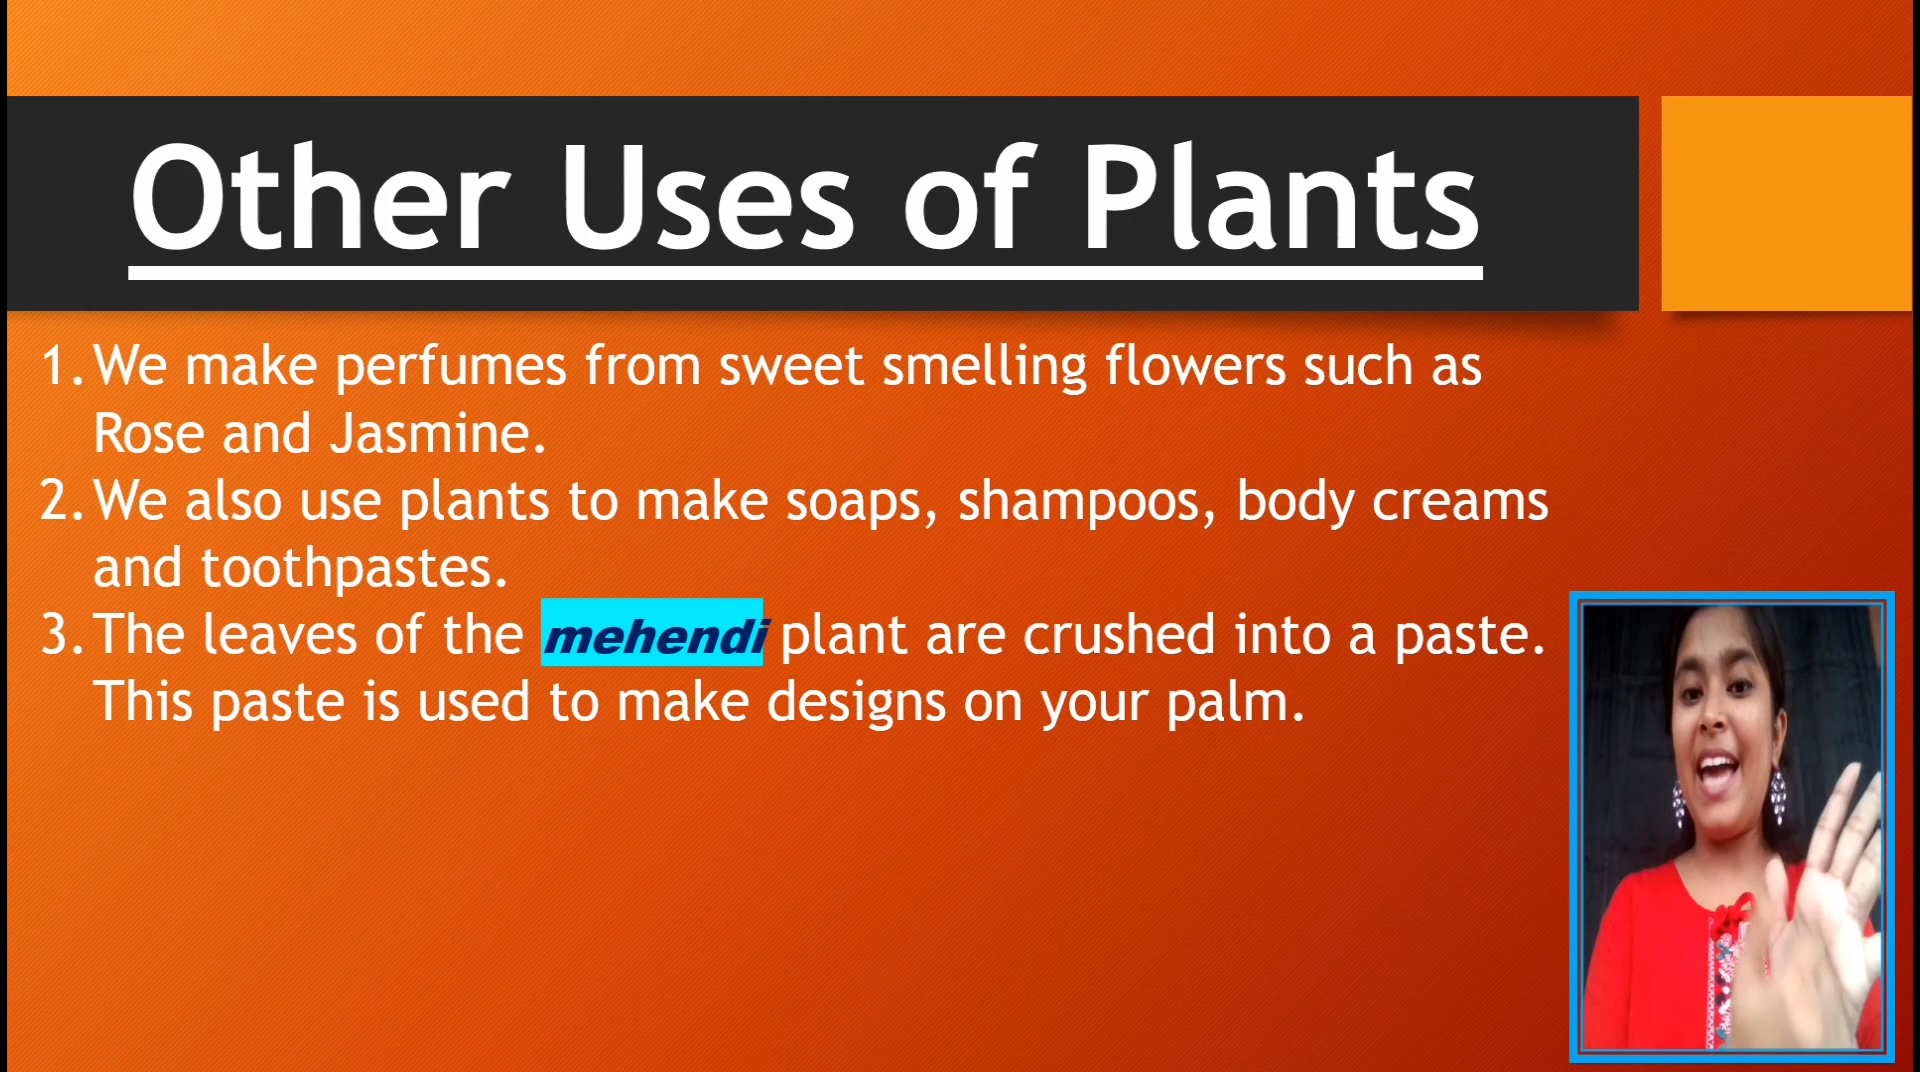 Other Uses of Plants
1. We make perfumes from sweet smelling flowers such as
Rose and Jasmine.
2. We also use plants to make soaps, shampoos, body creams
and toothpastes.
3. The leaves of the mehendi plant are crushed into a paste.
This paste is used to make designs on your palm.